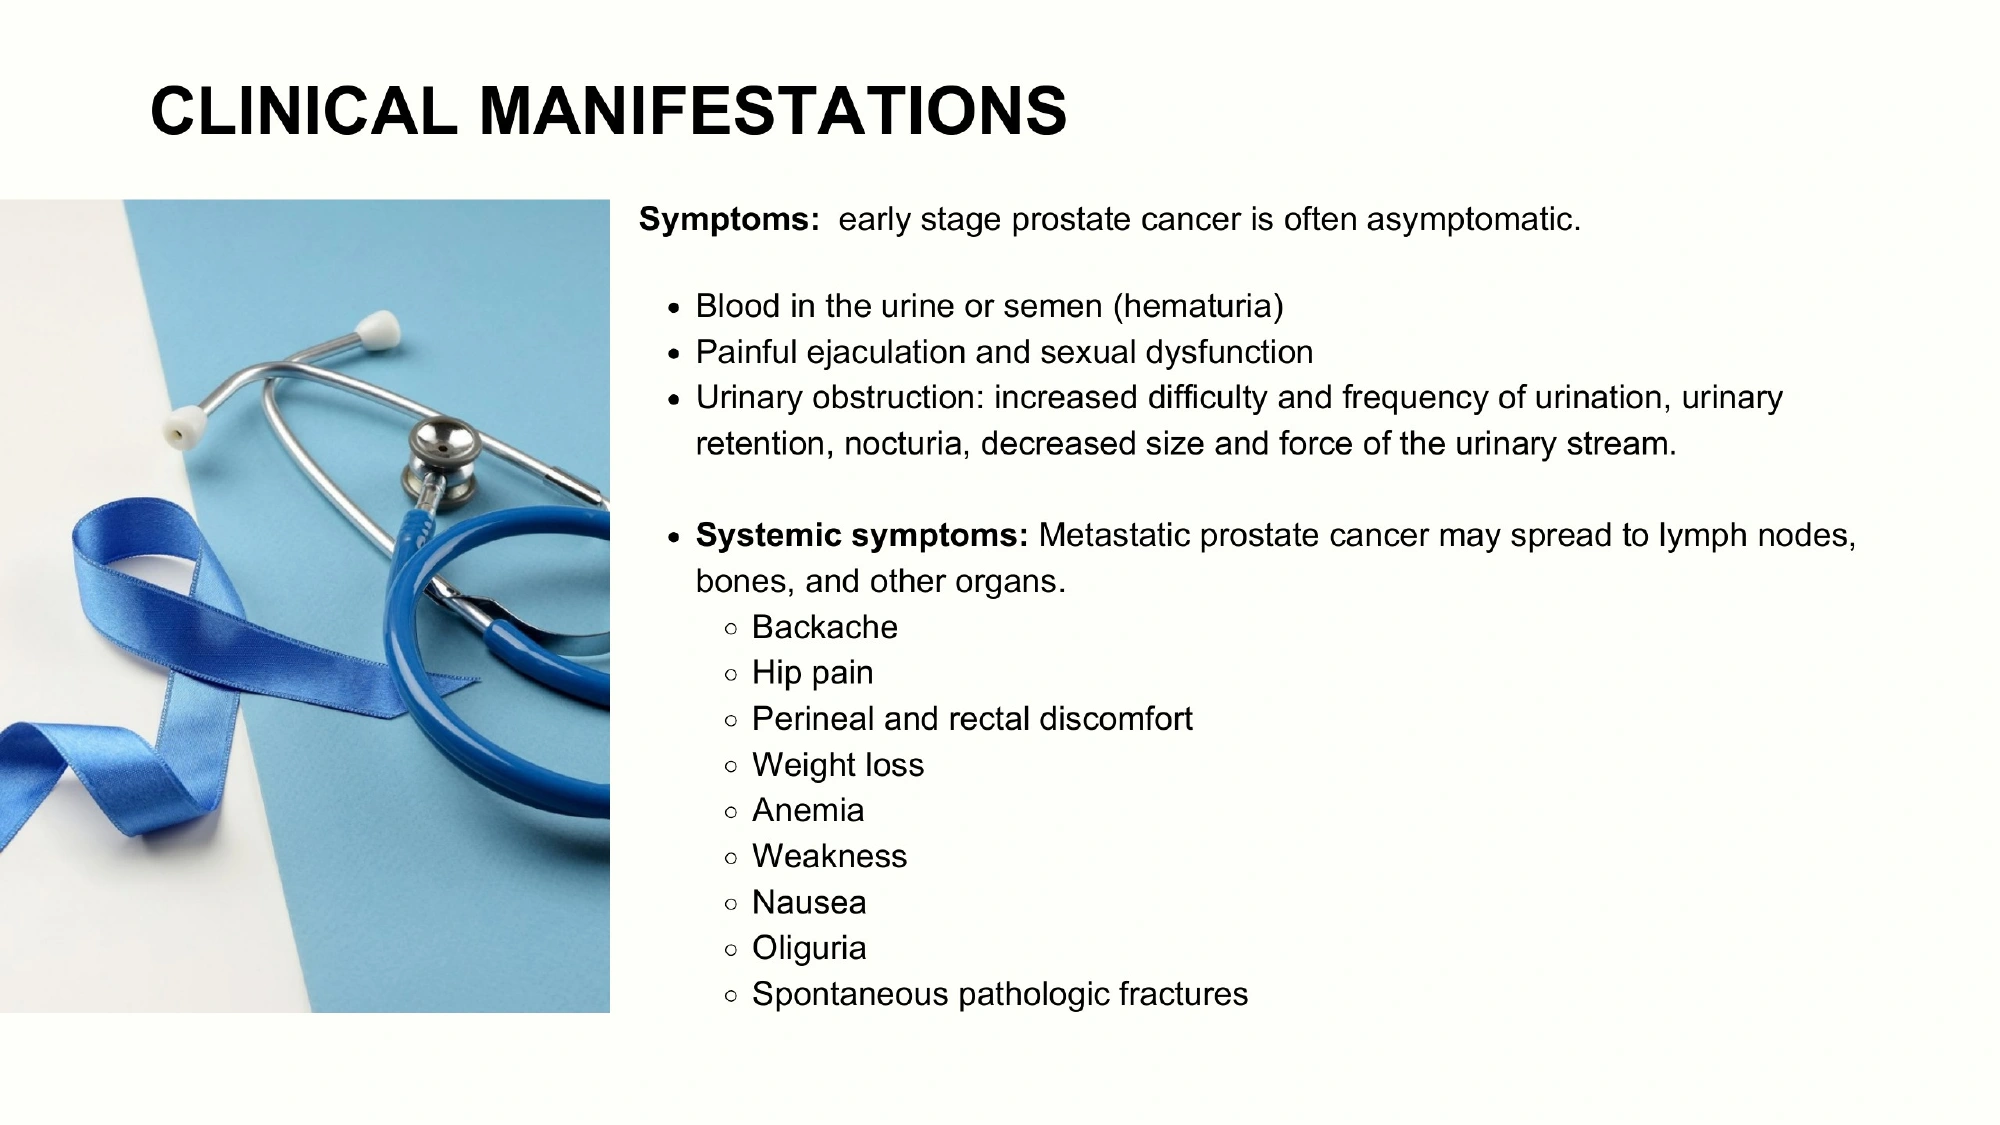 CLINICAL MANIFESTATIONS
Symptoms: early stage prostate cancer is often asymptomatic.
• Blood in the urine or semen (hematuria)
• Painful ejaculation and sexual dysfunction
• Urinary obstruction: increased difficulty and frequency of urination, urinary
retention, nocturia, decreased size and force of the urinary stream.
• Systemic symptoms: Metastatic prostate cancer may spread to lymph nodes,
bones, and other organs.
◦ Backache
◦ Hip pain
◦ Perineal and rectal discomfort
◦ Weight loss
◦ Anemia
◦ Weakness
◦ Nausea
◦ Oliguria
◦ Spontaneous pathologic fractures